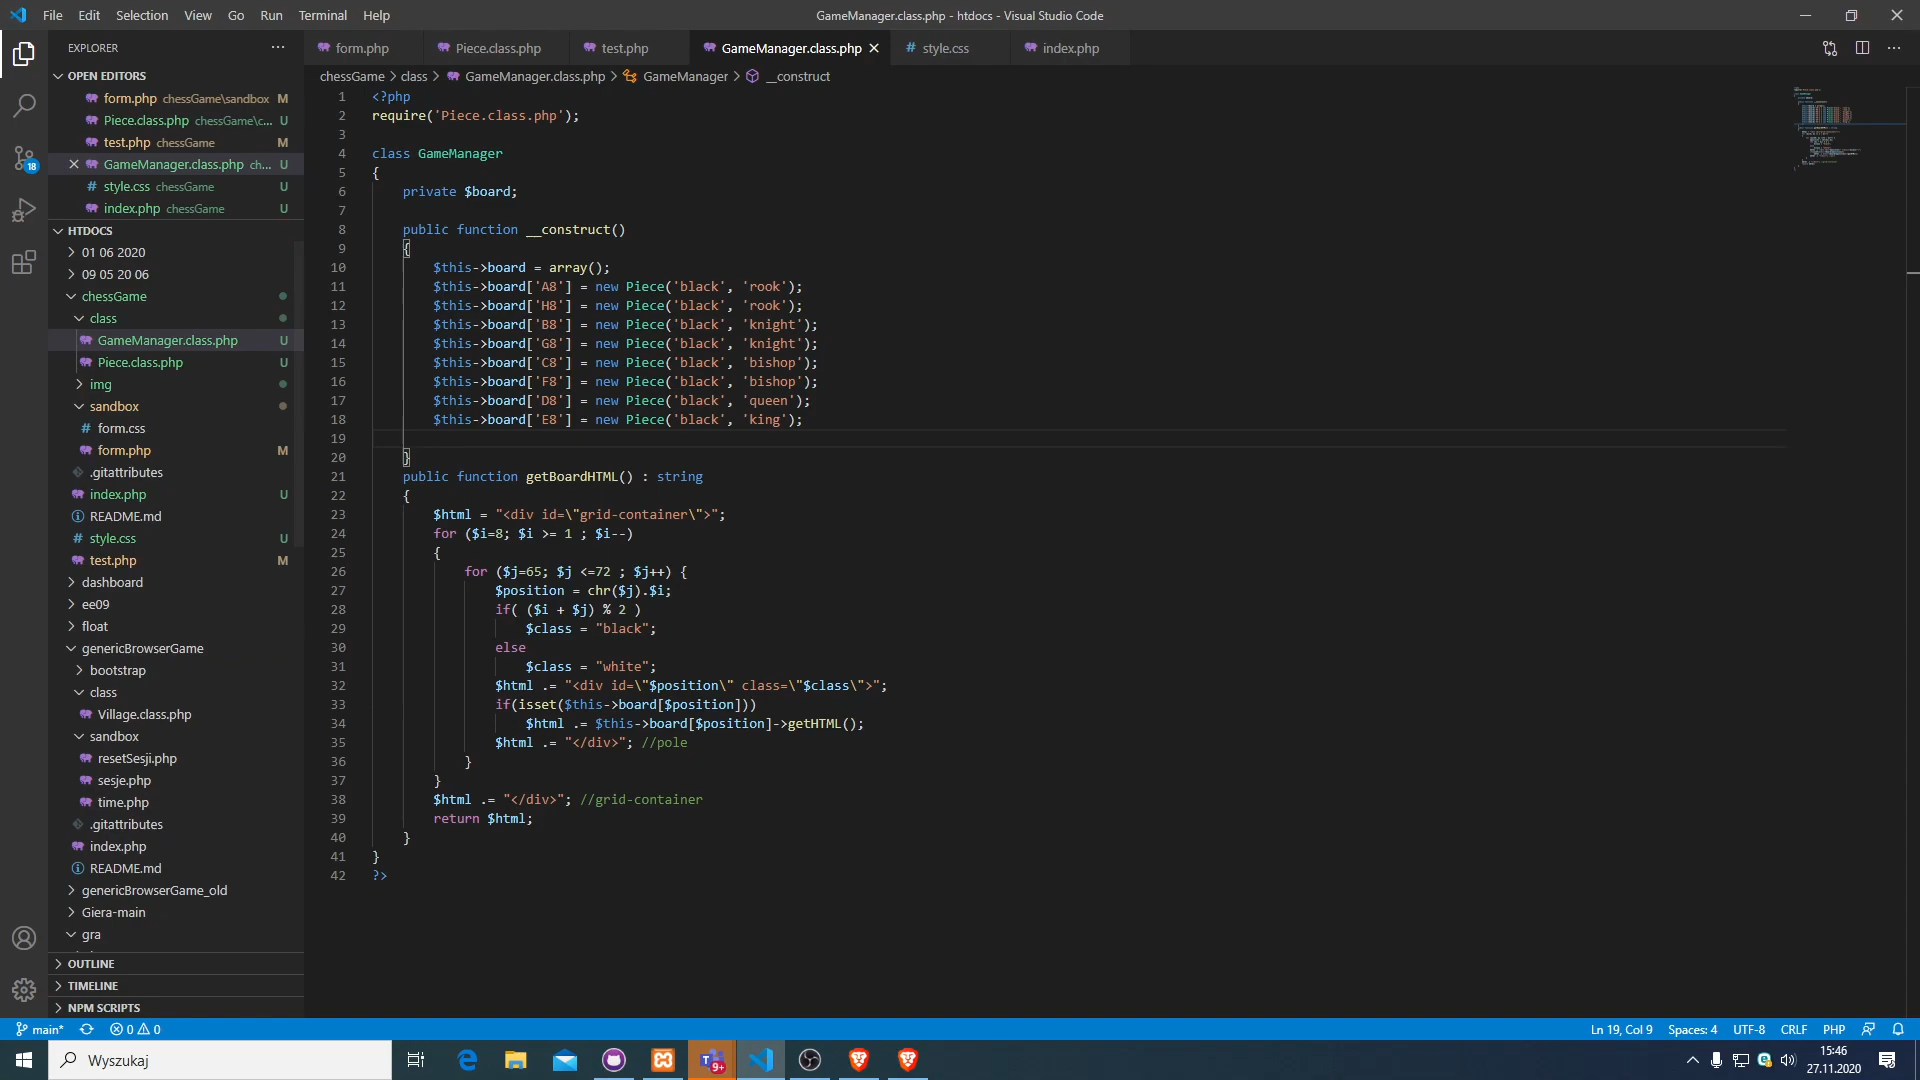 File Edit Selection View Go Run Terminal Help
GameManager.class.php - htdocs - Visual Studio Code
EXPLORER
OPEN EDITORS
form.php chessGame\sandbox M
Piece.class.php chessGame\c... U
test.php chessGame M
GameManager.class.php ch... U
style.css chessGame U
index.php chessGame U
HTDOCS
01 06 2020
09 05 20 06
chessGame
class
GameManager.class.php U
Piece.class.php U
img
sandbox
form.css
form.php M
.gitattributes
index.php U
README.md
style.css U
test.php M
dashboard
ee09
float
genericBrowserGame
bootstrap
class
Village.class.php
sandbox
resetSesji.php
sesje.php
time.php
.gitattributes
index.php
README.md
genericBrowserGame_old
Giera-main
gra
OUTLINE
TIMELINE
NPM SCRIPTS
18
form.php Piece.class.php test.php GameManager.class.php style.css index.php
chessGame > class > GameManager.class.php > GameManager > __construct
1 <?php
2 require('Piece.class.php');
3
4 class GameManager
5 {
6 private $board;
7
8 public function __construct()
9 {
10 $this->board = array();
11 $this->board['A8'] = new Piece('black', 'rook');
12 $this->board['H8'] = new Piece('black', 'rook');
13 $this->board['B8'] = new Piece('black', 'knight');
14 $this->board['G8'] = new Piece('black', 'knight');
15 $this->board['C8'] = new Piece('black', 'bishop');
16 $this->board['F8'] = new Piece('black', 'bishop');
17 $this->board['D8'] = new Piece('black', 'queen');
18 $this->board['E8'] = new Piece('black', 'king');
19
20 }
21 public function getBoardHTML() : string
22 {
23 $html = "<div id=\"grid-container\">";
24 for ($i=8; $i >= 1 ; $i--)
25 {
26 for ($j=65; $j <=72 ; $j++) {
27 $position = chr($j).$i;
28 if( ($i + $j) % 2 )
29 $class = "black";
30 else
31 $class = "white";
32 $html .= "<div id=\"$position\" class=\"$class\">";
33 if(isset($this->board[$position]))
34 $html .= $this->board[$position]->getHTML();
35 $html .= "</div>"; //pole
36 }
37 }
38 $html .= "</div>"; //grid-container
39 return $html;
40 }
41 }
42 ?>
main* 0 0
Ln 19, Col 9 Spaces: 4 UTF-8 CRLF PHP
Wyszukaj
9+
15:46
27.11.2020